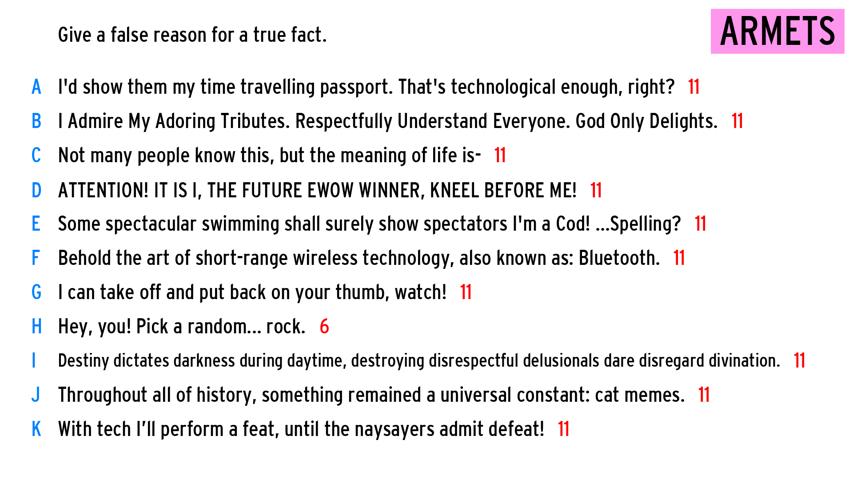 Give a false reason for a true fact.
ARMETS
A I'd show them my time travelling passport. That's technological enough, right? 11
B I Admire My Adoring Tributes. Respectfully Understand Everyone. God Only Delights. 11
C Not many people know this, but the meaning of life is- 11
D ATTENTION! IT IS I, THE FUTURE EWOW WINNER, KNEEL BEFORE ME! 11
E Some spectacular swimming shall surely show spectators I'm a Cod! ...Spelling? 11
F Behold the art of short-range wireless technology, also known as: Bluetooth. 11
G I can take off and put back on your thumb, watch! 11
H Hey, you! Pick a random... rock. 6
I Destiny dictates darkness during daytime, destroying disrespectful delusionals dare disregard divination. 11
J Throughout all of history, something remained a universal constant: cat memes. 11
K With tech I’ll perform a feat, until the naysayers admit defeat! 11